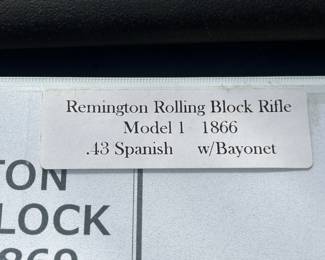 Remington Rolling Block Rifle
Model 1 1866
.43 Spanish w/Bayonet
TON
LOCK